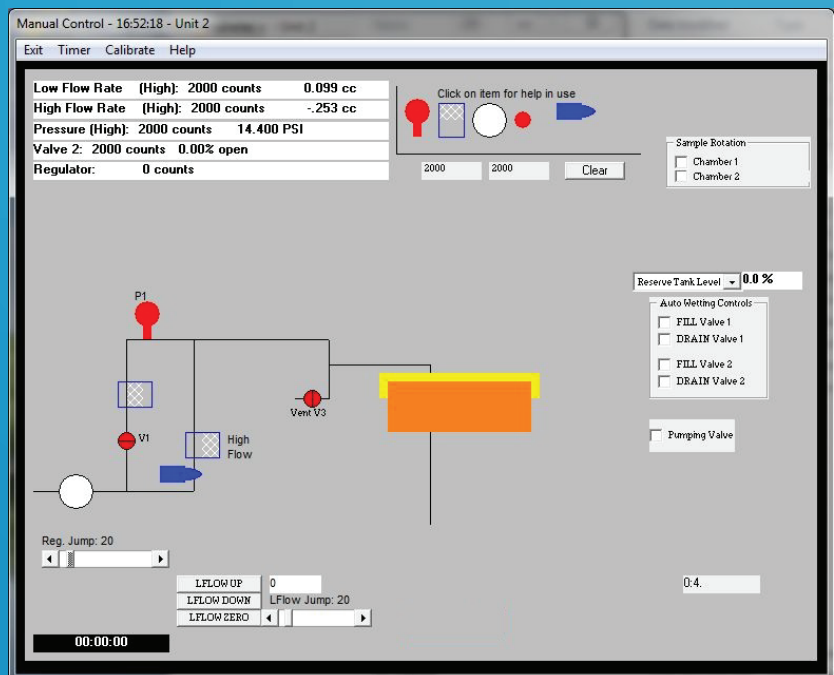 Manual Control - 16:52:18 - Unit 2
Exit Timer Calibrate Help
Low Flow Rate (High): 2000 counts 0.099 cc
High Flow Rate (High): 2000 counts -.253 cc
Pressure (High): 2000 counts 14.400 PSI
Valve 2: 2000 counts 0.00% open
Regulator: 0 counts
Click on item for help in use
2000 2000 Clear
Sample Rotation
Chamber 1
Chamber 2
Reserve Tank Level 0.0 %
Auto Wetting Controls
FILL Valve 1
DRAIN Valve 1
FILL Valve 2
DRAIN Valve 2
Pumping Valve
P1
Vent V3
V1
High
Flow
Reg. Jump: 20
LFLOW UP 0
LFLOW DOWN LFlow Jump: 20
LFLOW ZERO
0:4.
00:00:00